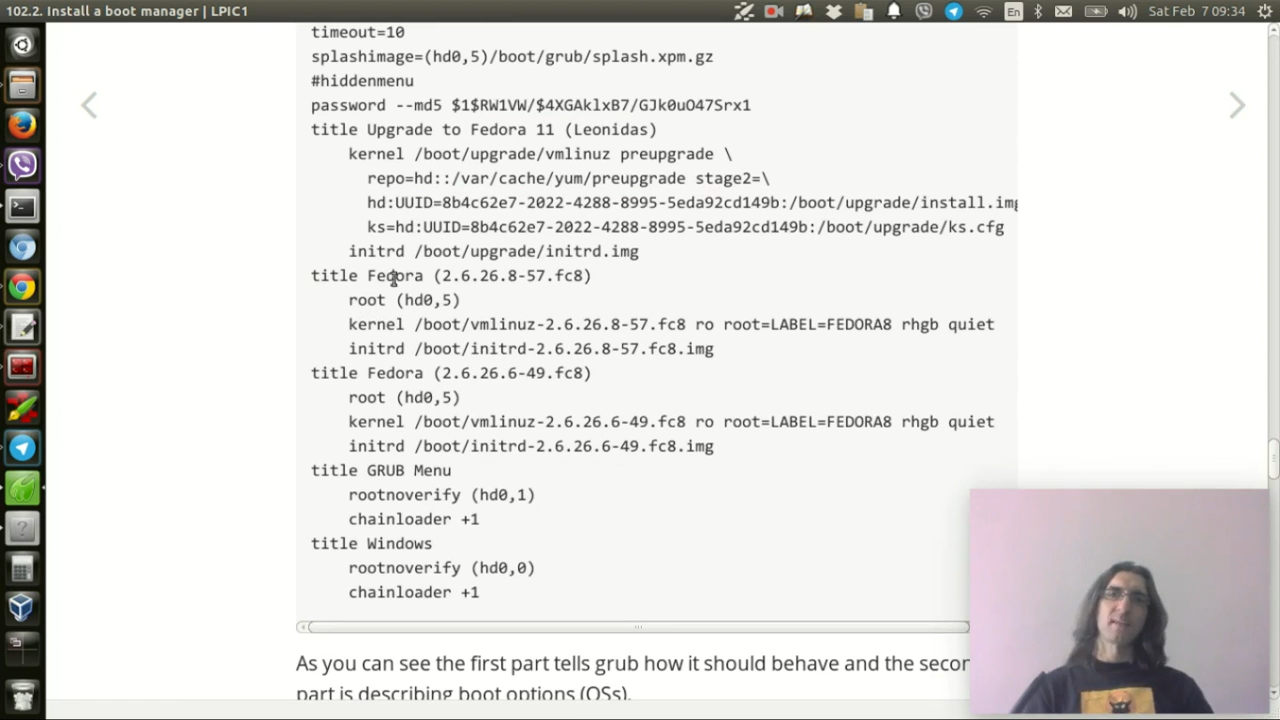 102.2. Install a boot manager | LPIC1
En
Sat Feb 7 09:34
timeout=10
splashimage=(hd0,5)/boot/grub/splash.xpm.gz
#hiddenmenu
password --md5 $1$RW1VW/$4XGAklxB7/GJk0uO47Srx1
title Upgrade to Fedora 11 (Leonidas)
kernel /boot/upgrade/vmlinuz preupgrade \
repo=hd::/var/cache/yum/preupgrade stage2=\
hd:UUID=8b4c62e7-2022-4288-8995-5eda92cd149b:/boot/upgrade/install.img
ks=hd:UUID=8b4c62e7-2022-4288-8995-5eda92cd149b:/boot/upgrade/ks.cfg
initrd /boot/upgrade/initrd.img
title Fedora (2.6.26.8-57.fc8)
root (hd0,5)
kernel /boot/vmlinuz-2.6.26.8-57.fc8 ro root=LABEL=FEDORA8 rhgb quiet
initrd /boot/initrd-2.6.26.8-57.fc8.img
title Fedora (2.6.26.6-49.fc8)
root (hd0,5)
kernel /boot/vmlinuz-2.6.26.6-49.fc8 ro root=LABEL=FEDORA8 rhgb quiet
initrd /boot/initrd-2.6.26.6-49.fc8.img
title GRUB Menu
rootnoverify (hd0,1)
chainloader +1
title Windows
rootnoverify (hd0,0)
chainloader +1
As you can see the first part tells grub how it should behave and the secon
part is describing boot options (OSs).